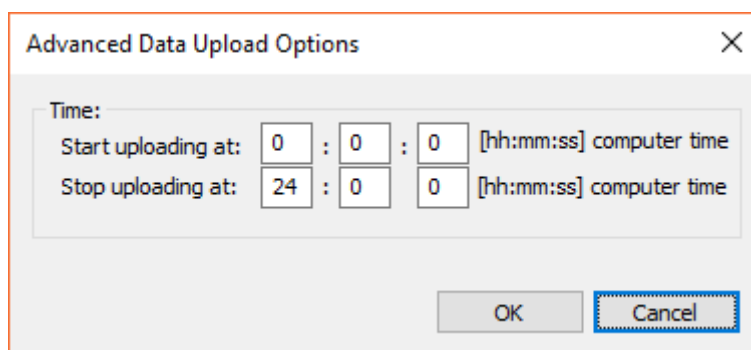 Advanced Data Upload Options
Time:
Start uploading at: 0 : 0 : 0 [hh:mm:ss] computer time
Stop uploading at: 24 : 0 0 [hh:mm:ss] computer time
OK Cancel